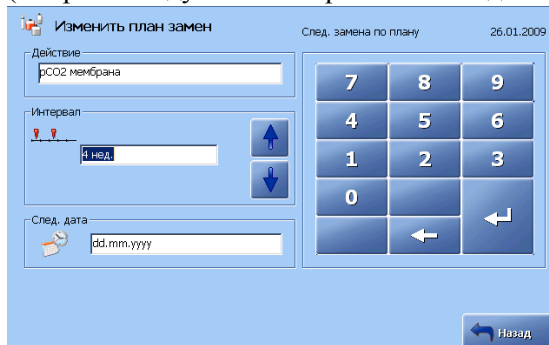 Изменить план замен
След. замена по плану 26.01.2009
Действие
pCO2 мембрана
Интервал
4 нед.
След. дата
dd.mm.yyyy
7 8 9
4 5 6
1 2 3
0
Назад